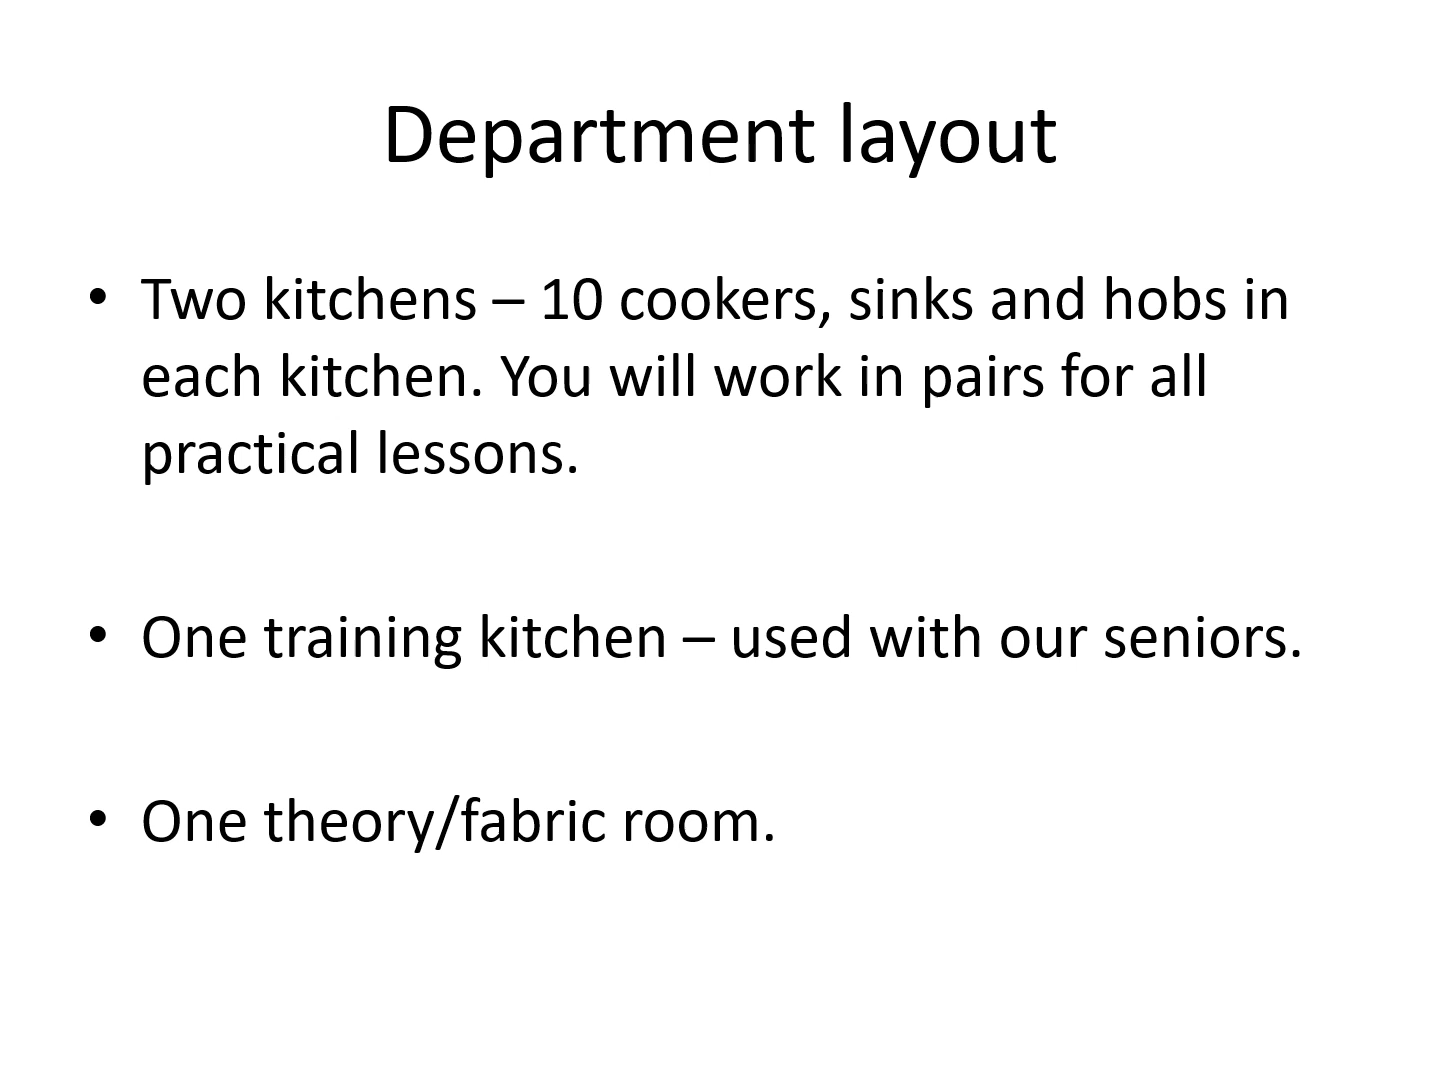 Department layout
• Two kitchens – 10 cookers, sinks and hobs in
each kitchen. You will work in pairs for all
practical lessons.
• One training kitchen – used with our seniors.
• One theory/fabric room.